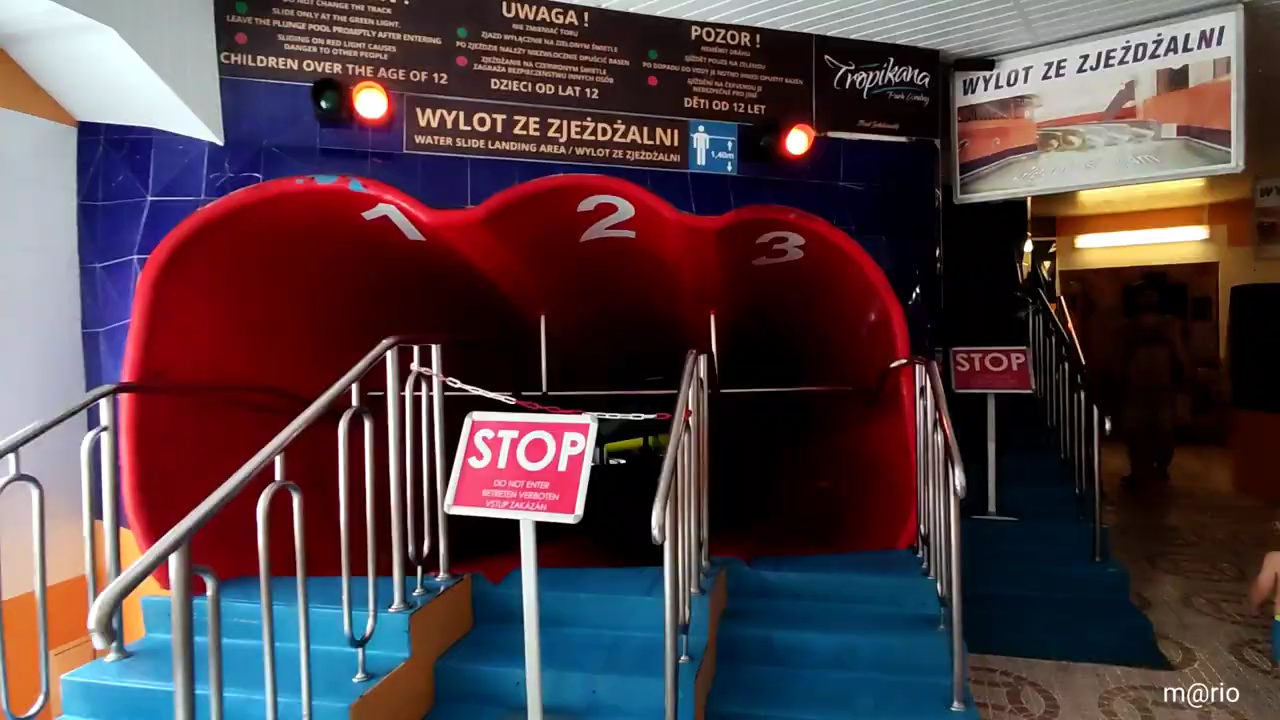 DO NOT CHANGE THE TRACK
SLIDE ONLY AT THE GREEN LIGHT.
LEAVE THE PLUNGE POOL PROMPTLY AFTER ENTERING
SLIDING ON RED LIGHT CAUSES
DANGER TO OTHER PEOPLE
CHILDREN OVER THE AGE OF 12
UWAGA !
NIE ZMIENIAĆ TORU
ZJAZD WYŁĄCZNIE NA ZIELONYM ŚWIETLE
PO ZJEŹDZIE NALEŻY NIEZWŁOCZNIE OPUŚCIĆ BASEN
ZJEŻDŻANIE NA CZERWONYM ŚWIETLE
ZAGRAŻA BEZPIECZEŃSTWU INNYCH OSÓB
DZIECI OD LAT 12
POZOR !
NEMĚNIT DRÁHU
SJÍŽDĚT POUZE NA ZELENOU
PO DOPADU DO VODY JE NUTNO IHNED OPUSTIT BAZÉN
SJÍŽDĚNÍ NA ČERVENOU JE
NEBEZPEČNÉ PRO JINÉ
DĚTI OD 12 LET
Tropikana
Park Wodny
WYLOT ZE ZJEŻDŻALNI
WATER SLIDE LANDING AREA / WYLOT ZE ZJEŻDŻALNI
1,40m
WYLOT ZE ZJEŻDŻALNI
1
2
3
STOP
DO NOT ENTER
BETRETEN VERBOTEN
VSTUP ZAKÁZÁN
STOP
m@rio